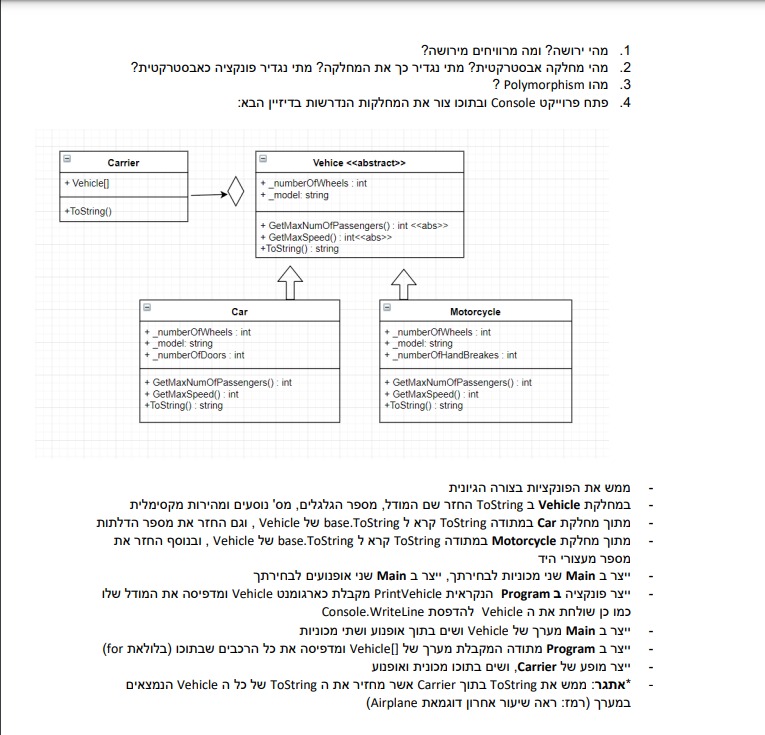 1. מהי ירושה? ומה מרוויחים מירושה?
2. מהי מחלקה אבסטרקטית? מתי נגדיר כך את המחלקה? מתי נגדיר פונקציה כאבסטרקטית?
3. מהו Polymorphism ?
4. פתח פרוייקט Console ובתוכו צור את המחלקות הנדרשות בדיזיין הבא:
Carrier
+ Vehicle[]
+ToString()
Vehice <<abstract>>
+ _numberOfWheels : int
+ _model: string
+ GetMaxNumOfPassengers() : int <<abs>>
+ GetMaxSpeed() : int<<abs>>
+ToString() : string
Car
+ _numberOfWheels : int
+ _model: string
+ _numberOfDoors : int
+ GetMaxNumOfPassengers() : int
+ GetMaxSpeed() : int
+ToString() : string
Motorcycle
+ _numberOfWheels : int
+ _model: string
+ _numberOfHandBreakes : int
+ GetMaxNumOfPassengers() : int
+ GetMaxSpeed() : int
+ToString() : string
- ממש את הפונקציות בצורה הגיונית
- במחלקת Vehicle ב ToString החזר שם המודל, מספר הגלגלים, מס' נוסעים ומהירות מקסימלית
- מתוך מחלקת Car במתודה ToString קרא ל base.ToString של Vehicle , וגם החזר את מספר הדלתות
- מתוך מחלקת Motorcycle במתודה ToString קרא ל base.ToString של Vehicle , ובנוסף החזר את
מספר מעצורי היד
- ייצר ב Main שני מכוניות לבחירתך, ייצר ב Main שני אופנועים לבחירתך
- ייצר פונקציה ב Program הנקראית PrintVehicle מקבלת כארגומנט Vehicle ומדפיסה את המודל שלו
כמו כן שולחת את ה Vehicle להדפסת Console.WriteLine
- ייצר ב Main מערך של Vehicle ושים בתוך אופנוע ושתי מכוניות
- ייצר ב Program מתודה המקבלת מערך של Vehicle[] ומדפיסה את כל הרכבים שבתוכו (בלולאת for)
- ייצר מופע של Carrier, ושים בתוכו מכונית ואופנוע
- *אתגר: ממש את ToString בתוך Carrier אשר מחזיר את ה ToString של כל ה Vehicle הנמצאים
במערך (רמז: ראה שיעור אחרון דוגמאת Airplane)